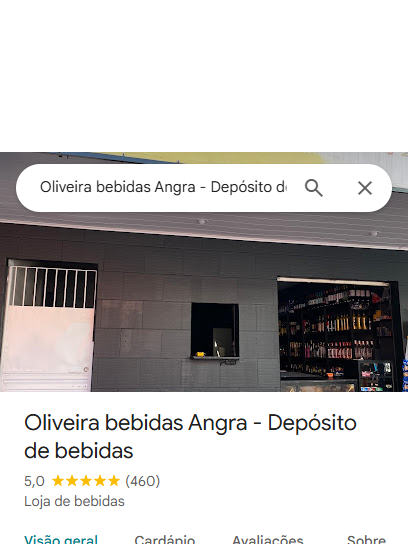 Oliveira bebidas Angra - Depósito d
Oliveira bebidas Angra - Depósito
de bebidas
5,0 ★★★★★ (460)
Loja de bebidas
Visão geral Cardápio Avaliações Sobre